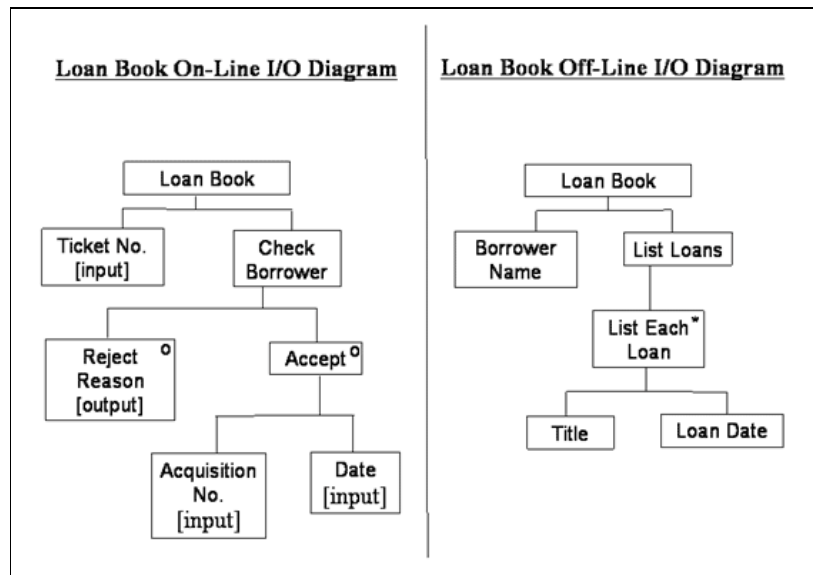 Loan Book On-Line I/O Diagram
Loan Book
Ticket No.
[input]
Check
Borrower
Reject
Reason
[output]
o
Accept
o
Acquisition
No.
[input]
Date
[input]
Loan Book Off-Line I/O Diagram
Loan Book
Borrower
Name
List Loans
List Each *
Loan
Title
Loan Date